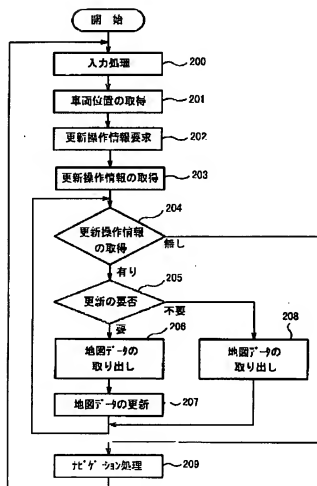 開始
入力処理
200
車両位置の取得
201
更新操作情報要求
202
更新操作情報の取得
203
204
更新操作情報
の取得
無し
有り
205
更新の要否
不要
要
206
208
地図データの
取り出し
地図データの
取り出し
地図データの更新
207
ナビゲーション処理
209